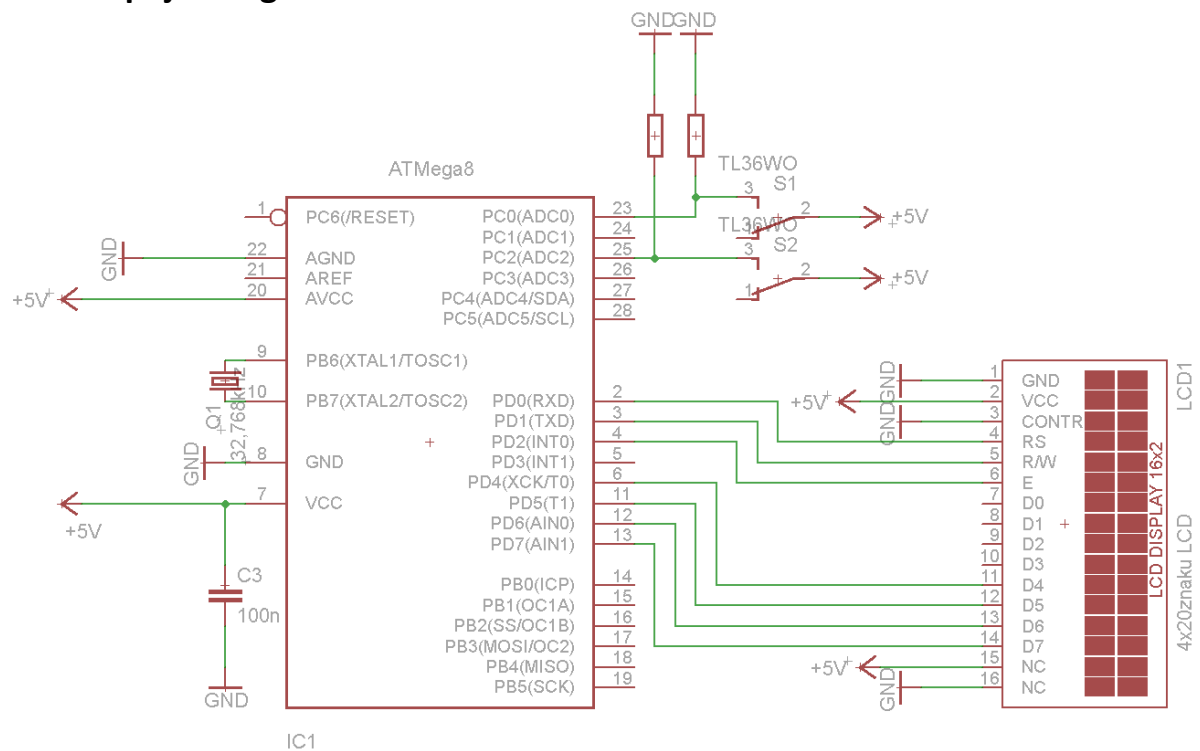 GND GND
TL36WO
S1
3
2
+5V
1
TL36WO
S2
3
2
+5V
1
ATMega8
1 PC6(/RESET)
22 AGND
21 AREF
20 AVCC
9 PB6(XTAL1/TOSC1)
10 PB7(XTAL2/TOSC2)
8 GND
7 VCC
PC0(ADC0) 23
PC1(ADC1) 24
PC2(ADC2) 25
PC3(ADC3) 26
PC4(ADC4/SDA) 27
PC5(ADC5/SCL) 28
PD0(RXD) 2
PD1(TXD) 3
PD2(INT0) 4
PD3(INT1) 5
PD4(XCK/T0) 6
PD5(T1) 11
PD6(AIN0) 12
PD7(AIN1) 13
PB0(ICP) 14
PB1(OC1A) 15
PB2(SS/OC1B) 16
PB3(MOSI/OC2) 17
PB4(MISO) 18
PB5(SCK) 19
IC1
GND
+5V
Q1
32,768kHz
GND
+5V
C3
100n
GND
GND
+5V
GND
1 GND
2 VCC
3 CONTR
4 RS
5 R/W
6 E
7 D0
8 D1
9 D2
10 D3
11 D4
12 D5
13 D6
14 D7
15 NC
16 NC
+5V
GND
LCD DISPLAY 16x2
LCD1
4x20znaku LCD